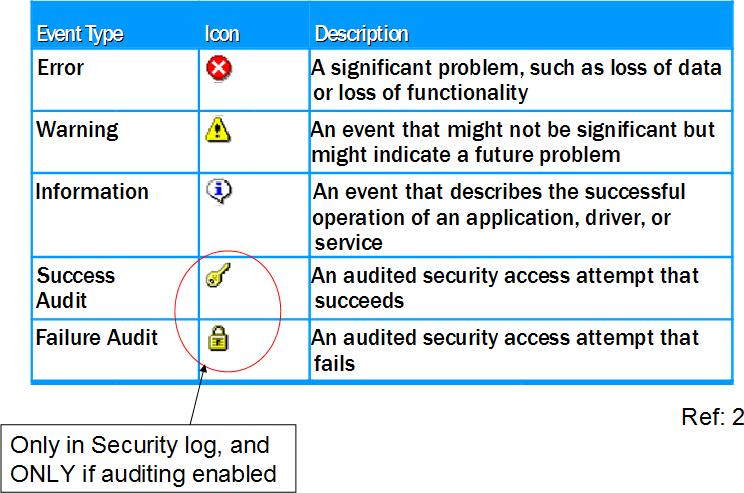 Event Type Icon Description
Error A significant problem, such as loss of data
or loss of functionality
Warning An event that might not be significant but
might indicate a future problem
Information An event that describes the successful
operation of an application, driver, or
service
Success An audited security access attempt that
Audit succeeds
Failure Audit An audited security access attempt that
fails
Ref: 2
Only in Security log, and
ONLY if auditing enabled